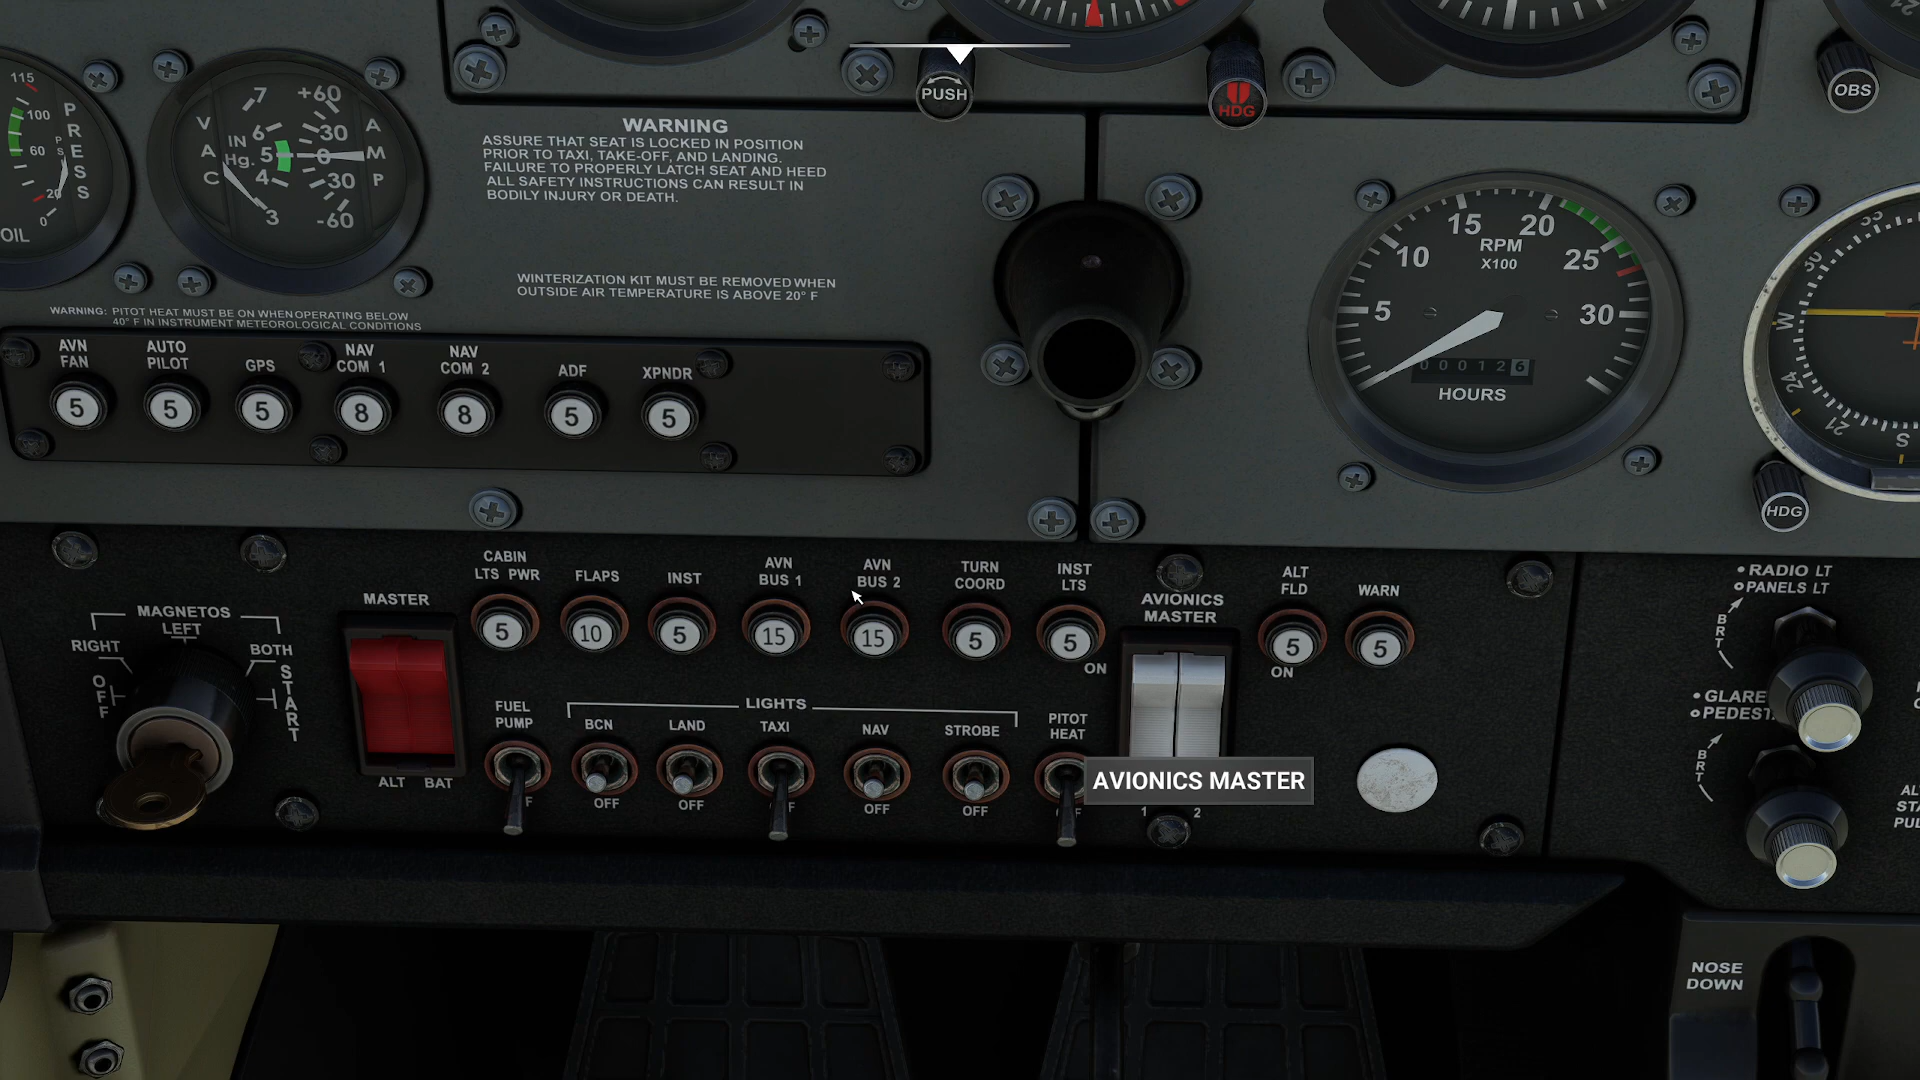 115
100
60
20
0
PRESS
PSI
OIL
VAC
IN
Hg.
7
6
5
4
3
+60
30
0
-30
-60
AMP
PUSH
HDG
OBS
WARNING
ASSURE THAT SEAT IS LOCKED IN POSITION
PRIOR TO TAXI, TAKE-OFF, AND LANDING.
FAILURE TO PROPERLY LATCH SEAT AND HEED
ALL SAFETY INSTRUCTIONS CAN RESULT IN
BODILY INJURY OR DEATH.
WINTERIZATION KIT MUST BE REMOVED WHEN
OUTSIDE AIR TEMPERATURE IS ABOVE 20° F
WARNING: PITOT HEAT MUST BE ON WHEN OPERATING BELOW
40° F IN INSTRUMENT METEOROLOGICAL CONDITIONS
5
10
15
20
25
30
RPM
X100
000126
HOURS
33
30
W
24
21
S
HDG
AVN
FAN
AUTO
PILOT
GPS
NAV
COM 1
NAV
COM 2
ADF
XPNDR
5
5
5
8
8
5
5
CABIN
LTS PWR
FLAPS
INST
AVN
BUS 1
AVN
BUS 2
TURN
COORD
INST
LTS
ALT
FLD
WARN
5
10
5
15
15
5
5
5
5
ON
ON
MAGNETOS
LEFT
RIGHT
BOTH
OFF
START
MASTER
ALT BAT
AVIONICS
MASTER
FUEL
PUMP
LIGHTS
BCN
LAND
TAXI
NAV
STROBE
PITOT
HEAT
F
OFF
OFF
F
OFF
OFF
AVIONICS MASTER
1 2
RADIO LT
PANELS LT
BRT
GLARE
PEDEST
BRT
NOSE
DOWN